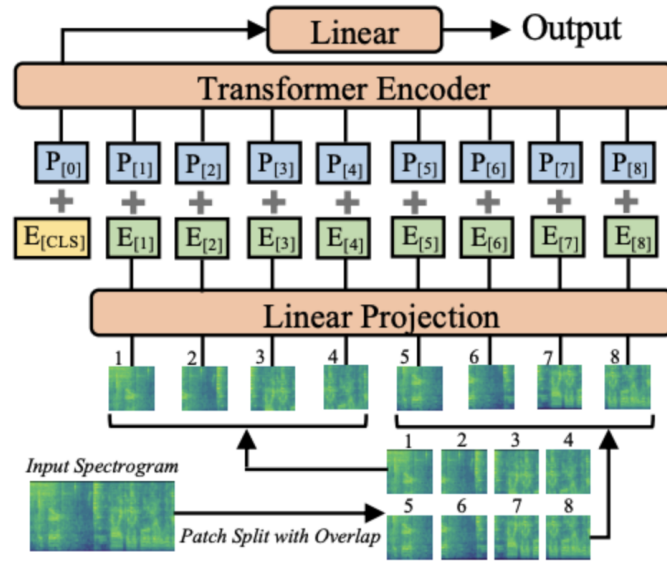 Linear Output
Transformer Encoder
P[0] P[1] P[2] P[3] P[4] P[5] P[6] P[7] P[8]
E[CLS] E[1] E[2] E[3] E[4] E[5] E[6] E[7] E[8]
Linear Projection
1 2 3 4 5 6 7 8
1 2 3 4
Input Spectrogram
5 6 7 8
Patch Split with Overlap